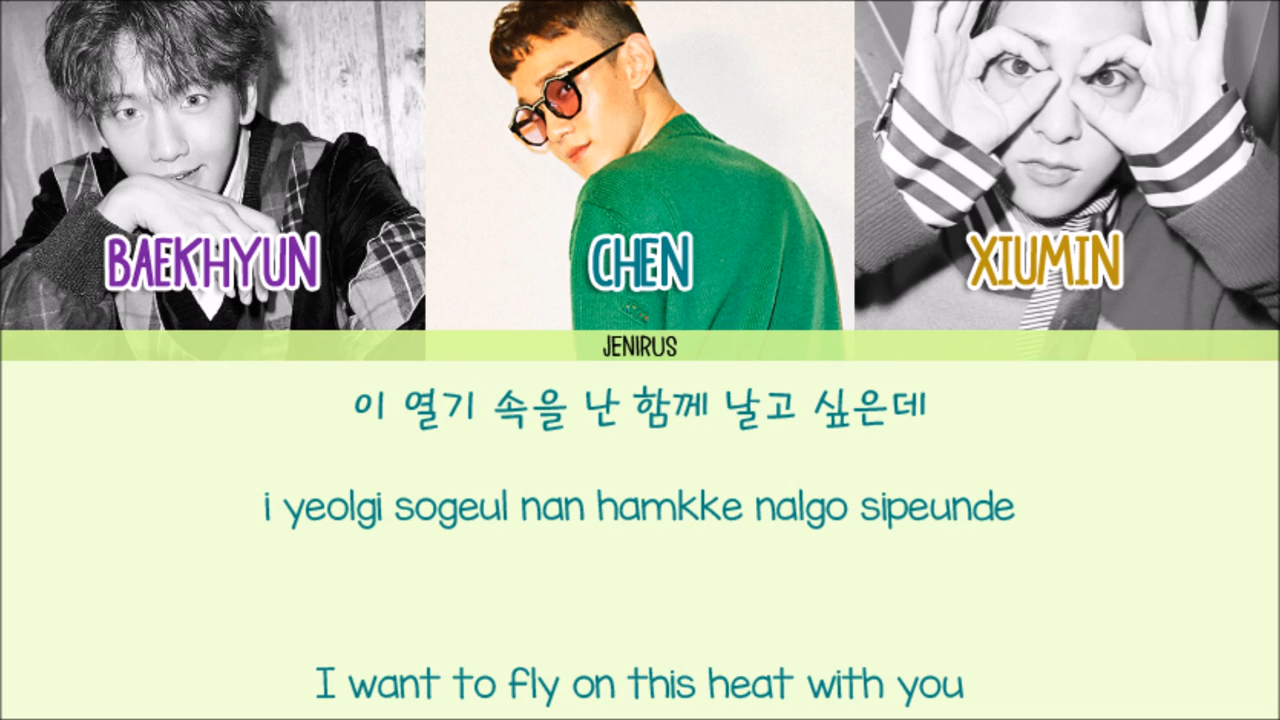 BAEKHYUN
CHEN
XIUMIN
JENIRUS
이 열기 속을 난 함께 날고 싶은데
i yeolgi sogeul nan hamkke nalgo sipeunde
I want to fly on this heat with you